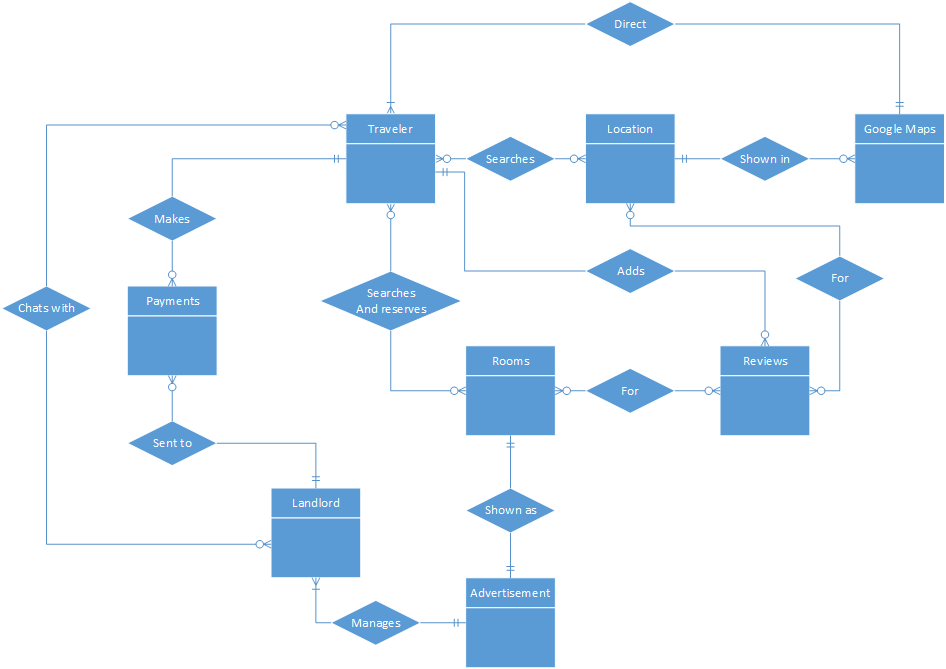 Direct
Traveler
Location
Google Maps
Searches
Shown in
Makes
Adds
For
Chats with
Payments
Searches
And reserves
Rooms
For
Reviews
Sent to
Landlord
Shown as
Advertisement
Manages